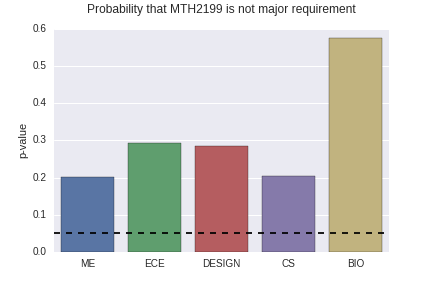 Probability that MTH2199 is not major requirement
0.6
0.5
0.4
0.3
0.2
0.1
0.0
p-value
ME ECE DESIGN CS BIO